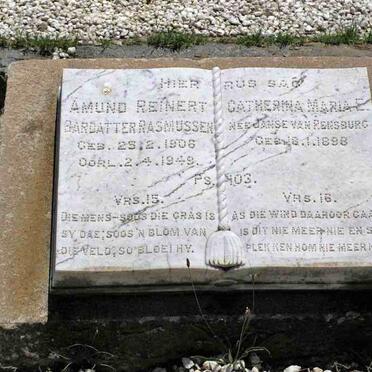 HIER RUS SAG
AMUND REINERT
BARDATTER RASMUSSEN
GEB. 25.2.1906
OORL. 2.4.1949.
CATHERINA MARIA E.
NEE JANSE VAN RENSBURG
GEB. 16.1.1898
PS. 103.
VRS. 15.
DIE MENS-SOOS DIE GRAS IS
SY DAE; SOOS 'N BLOM VAN
DIE VELD, SO BLOEI HY.
VRS. 16.
AS DIE WIND DAAROOR GAA
IS DIT NIE MEER NIE EN S
PLEK KEN HOM NIE MEER